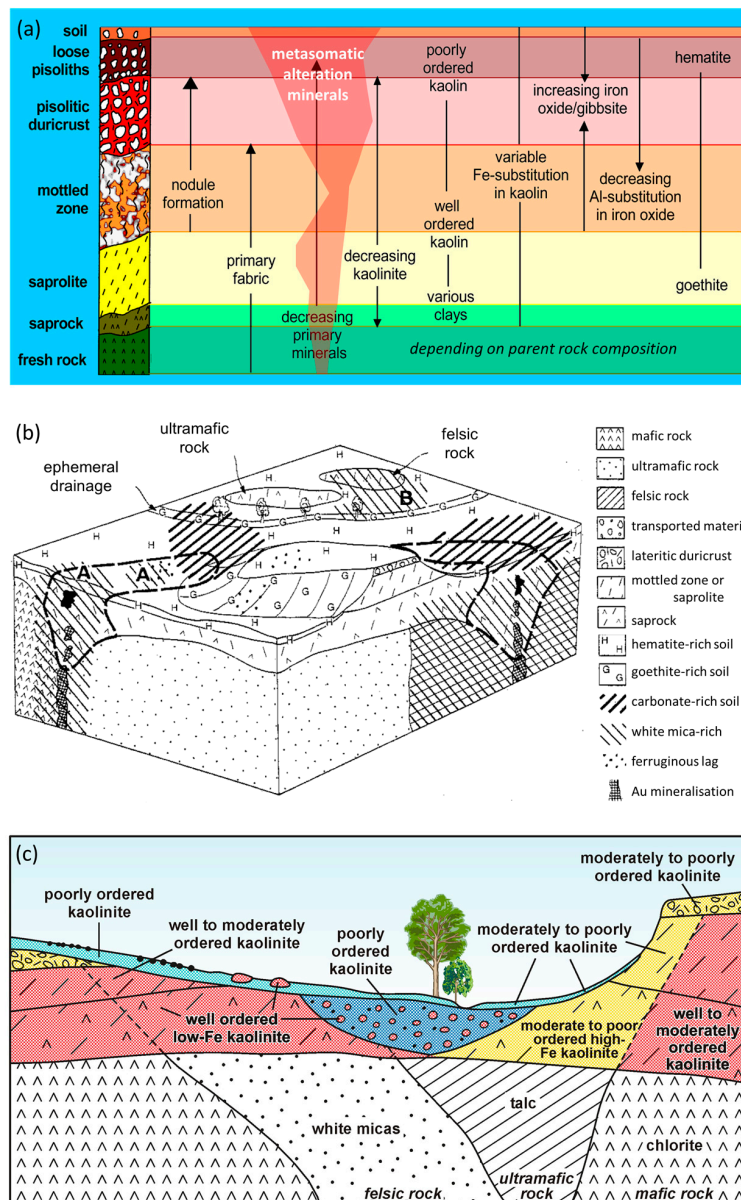 (a)
soil
loose
pisoliths
pisolitic
duricrust
mottled
zone
saprolite
saprock
fresh rock
nodule
formation
primary
fabric
metasomatic
alteration
minerals
decreasing
primary
minerals
decreasing
kaolinite
poorly
ordered
kaolin
well
ordered
kaolin
various
clays
variable
Fe-substitution
in kaolin
increasing iron
oxide/gibbsite
decreasing
Al-substitution
in iron oxide
hematite
goethite
depending on parent rock composition
(b)
ultramafic
rock
felsic
rock
ephemeral
drainage
A
A
B
mafic rock
ultramafic rock
felsic rock
transported materi
lateritic duricrust
mottled zone or
saprolite
saprock
H H hematite-rich soil
G G goethite-rich soil
carbonate-rich soil
white mica-rich
ferruginous lag
Au mineralisation
(c)
moderately to poorly
ordered kaolinite
poorly ordered
kaolinite
well to moderately
ordered kaolinite
poorly
ordered
kaolinite
moderately to poorly
ordered kaolinite
well ordered
low-Fe kaolinite
moderate to poor
ordered high-
Fe kaolinite
well to
moderately
ordered
kaolinite
talc
white micas
chlorite
felsic rock
ultramafic
rock
mafic rock